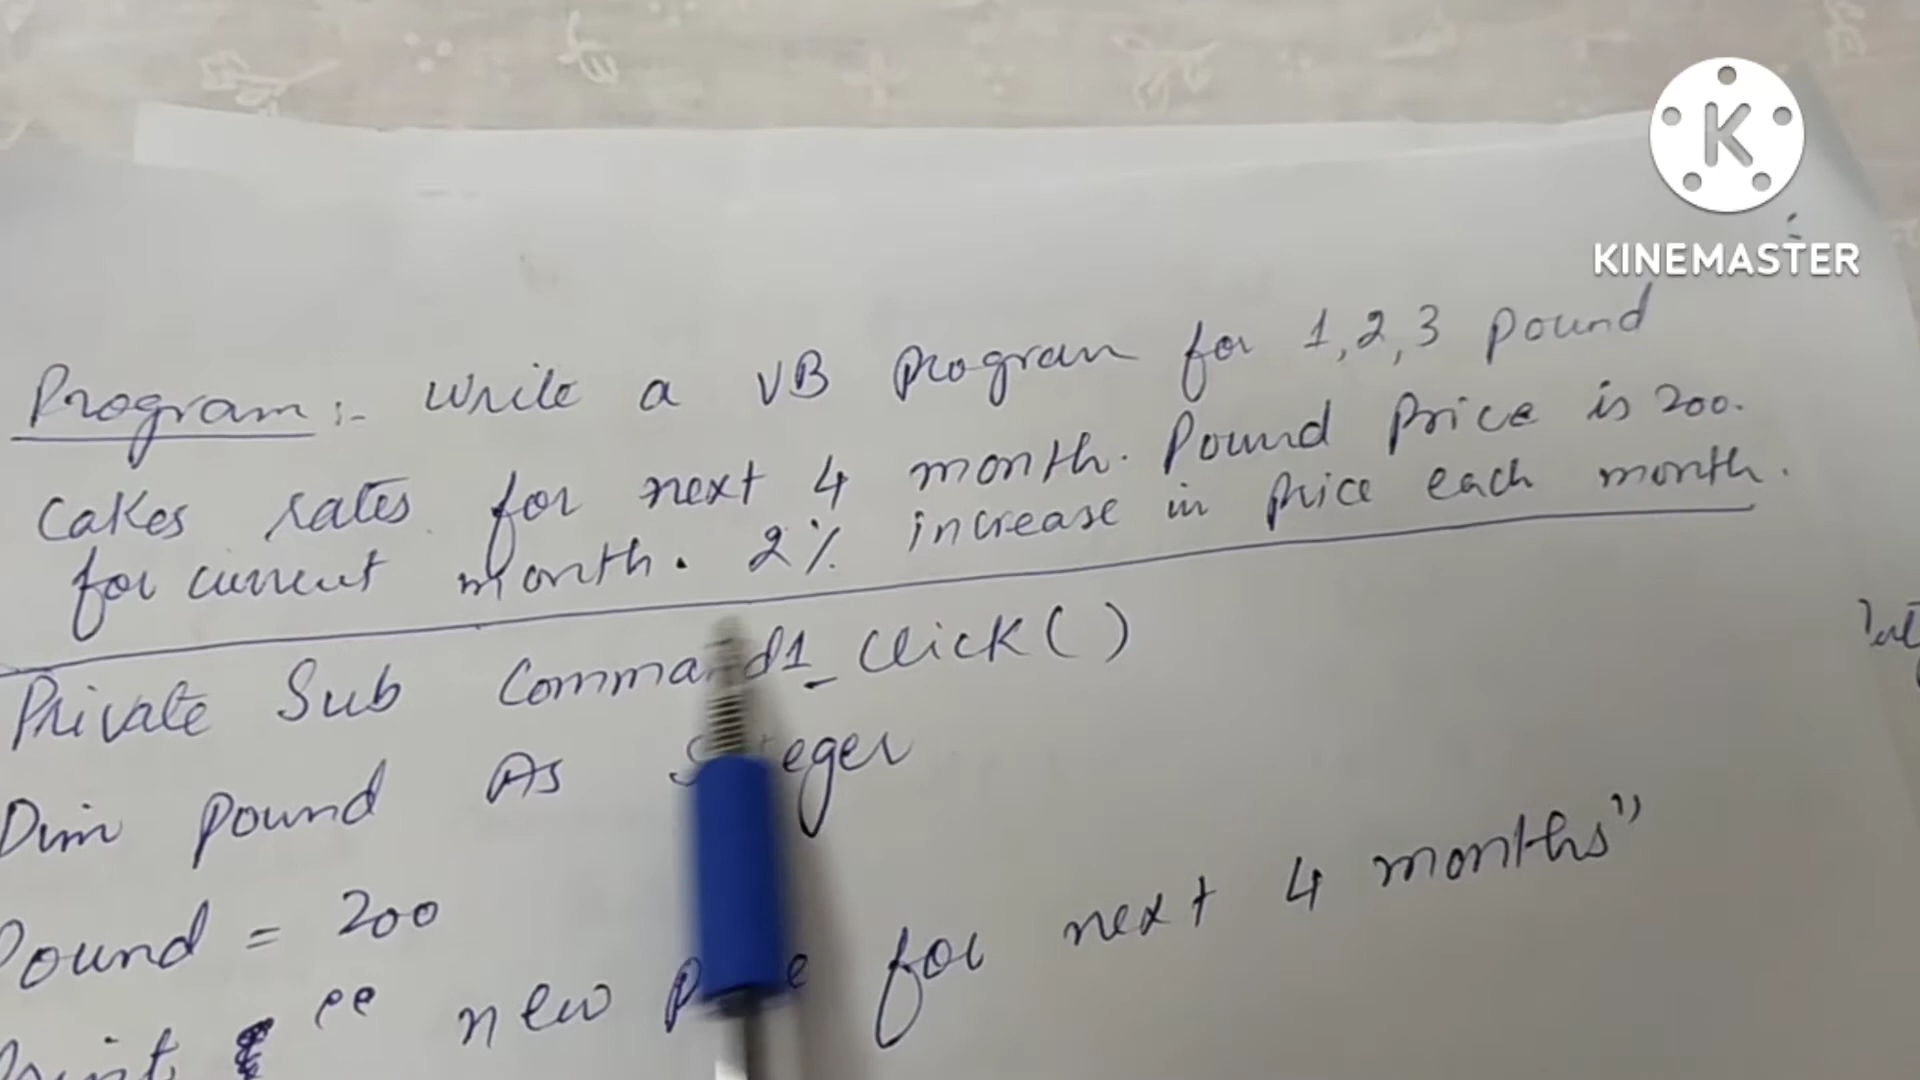 KINEMASTER
Program:- Write a VB Program for 1,2,3 pound
Cakes rates for next 4 month. Pound Price is 200.
for current month. 2% increase in price each month.
Private Sub Command1_Click()
Dim pound As
Pound = 200
"new for next 4 months"